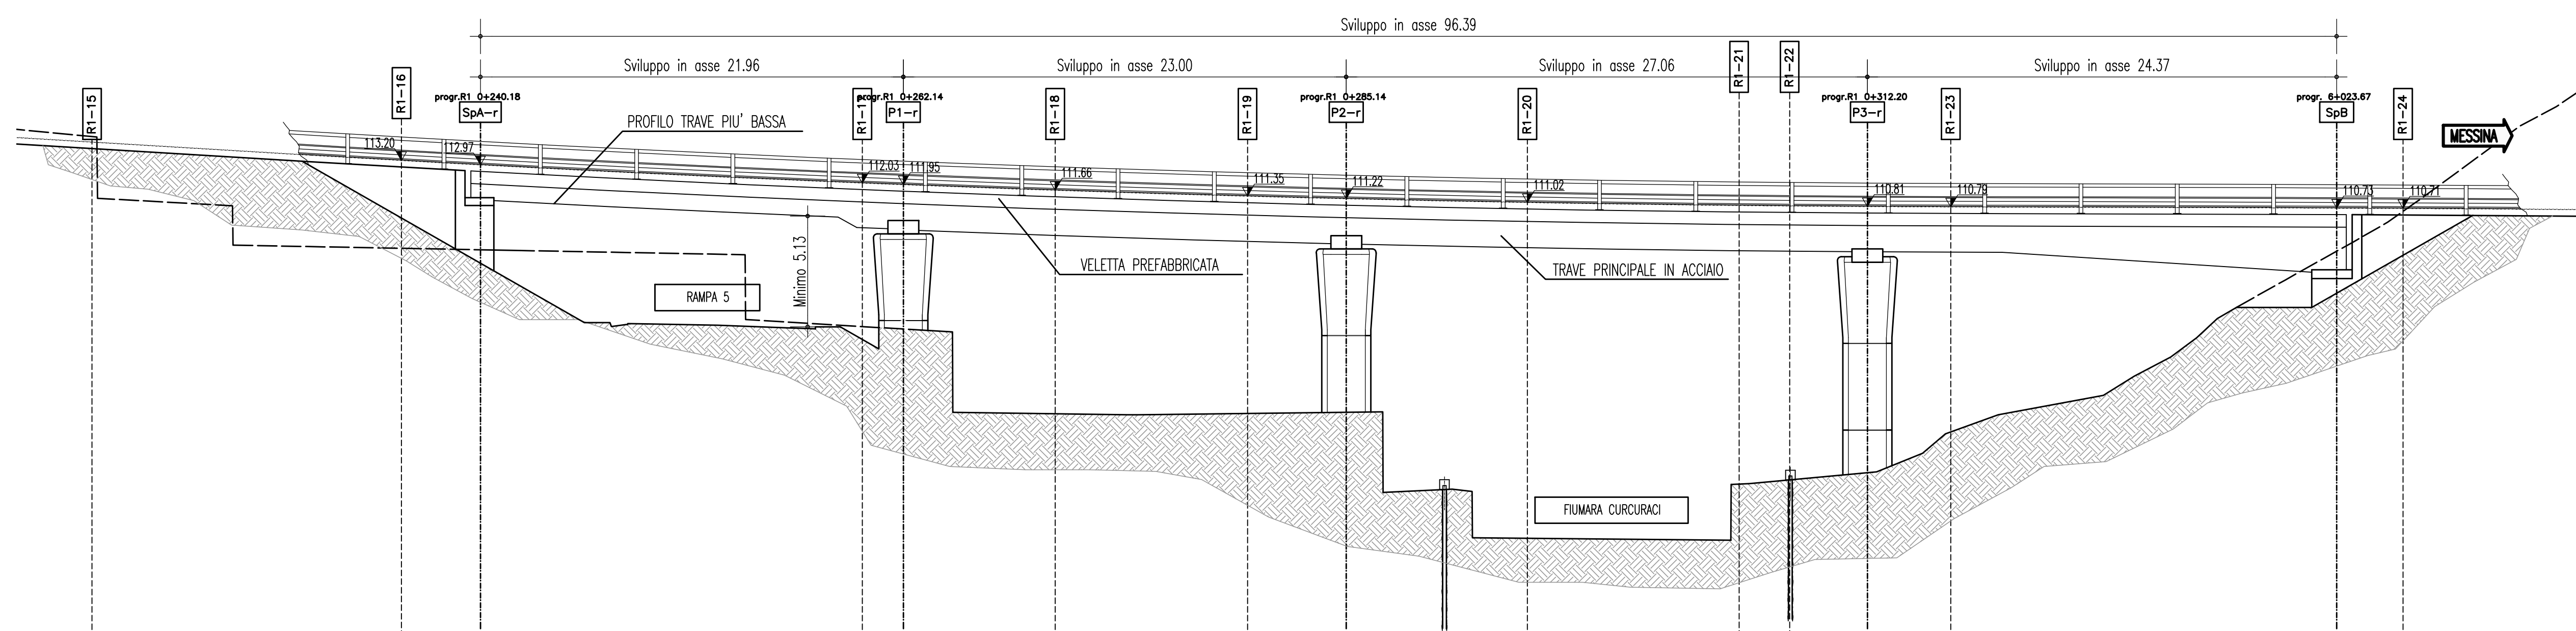 Sviluppo in asse 96.39
Sviluppo in asse 21.96
Sviluppo in asse 23.00
Sviluppo in asse 27.06
Sviluppo in asse 24.37
R1-15
R1-16
progr.R1 0+240.18
SpA-r
R1-17
progr.R1 0+262.14
P1-r
R1-18
R1-19
progr.R1 0+285.14
P2-r
R1-20
R1-21
R1-22
progr.R1 0+312.20
P3-r
R1-23
progr. 6+023.67
SpB
R1-24
MESSINA
PROFILO TRAVE PIU' BASSA
113.20
112.97
112.03
111.95
111.66
111.35
111.22
111.02
110.81
110.79
110.73
110.71
Minimo 5.13
VELETTA PREFABBRICATA
TRAVE PRINCIPALE IN ACCIAIO
RAMPA 5
FIUMARA CURCURACI